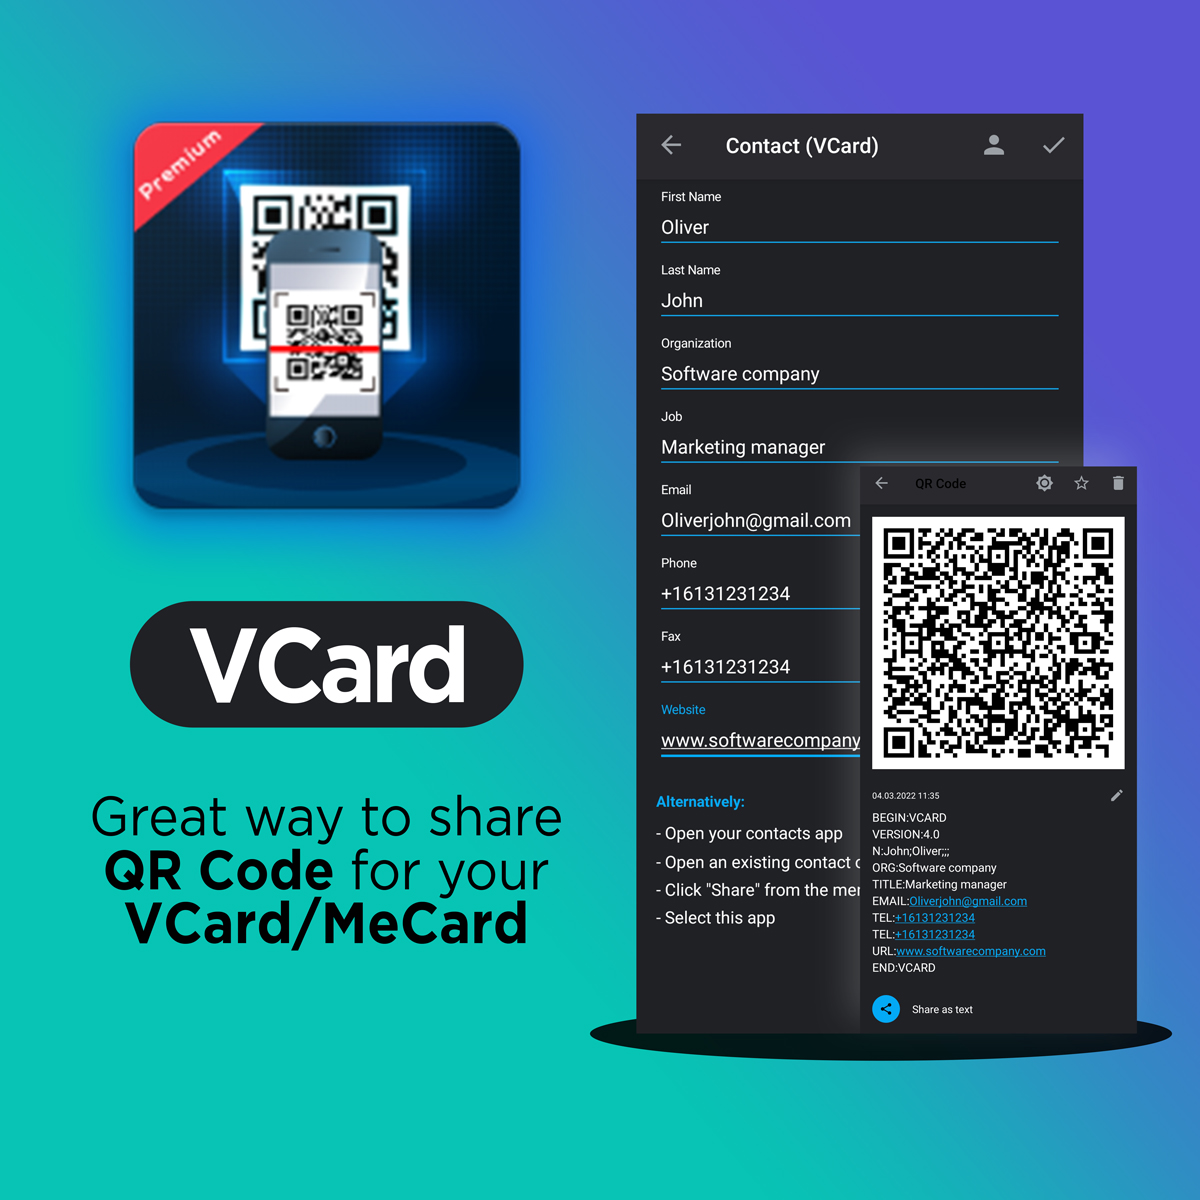 Premium
VCard
Great way to share
QR Code for your
VCard/MeCard
Contact (VCard)
First Name
Oliver
Last Name
John
Organization
Software company
Job
Marketing manager
Email
Oliverjohn@gmail.com
Phone
+16131231234
Fax
+16131231234
Website
www.softwarecompany
Alternatively:
- Open your contacts app
- Open an existing contact
- Click "Share" from the
- Select this app
QR Code
04.03.2022 11:35
BEGIN:VCARD
VERSION:4.0
N:John;Oliver;;;
ORG:Software company
TITLE:Marketing manager
EMAIL:Oliverjohn@gmail.com
TEL:+16131231234
TEL:+16131231234
URL:www.softwarecompany.com
END:VCARD
Share as text